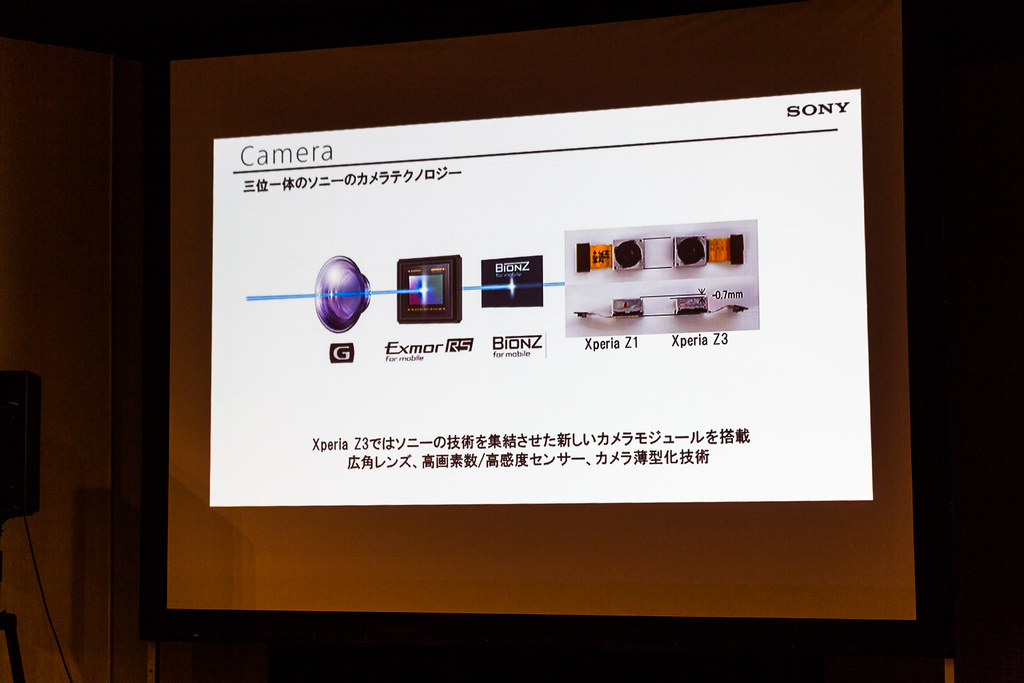 SONY
Camera
三位一体のソニーのカメラテクノロジー
BIONZ
for mobile
-0.7mm
G
Exmor RS
for mobile
BIONZ
for mobile
Xperia Z1
Xperia Z3
Xperia Z3ではソニーの技術を集結させた新しいカメラモジュールを搭載
広角レンズ、高画素数/高感度センサー、カメラ薄型化技術